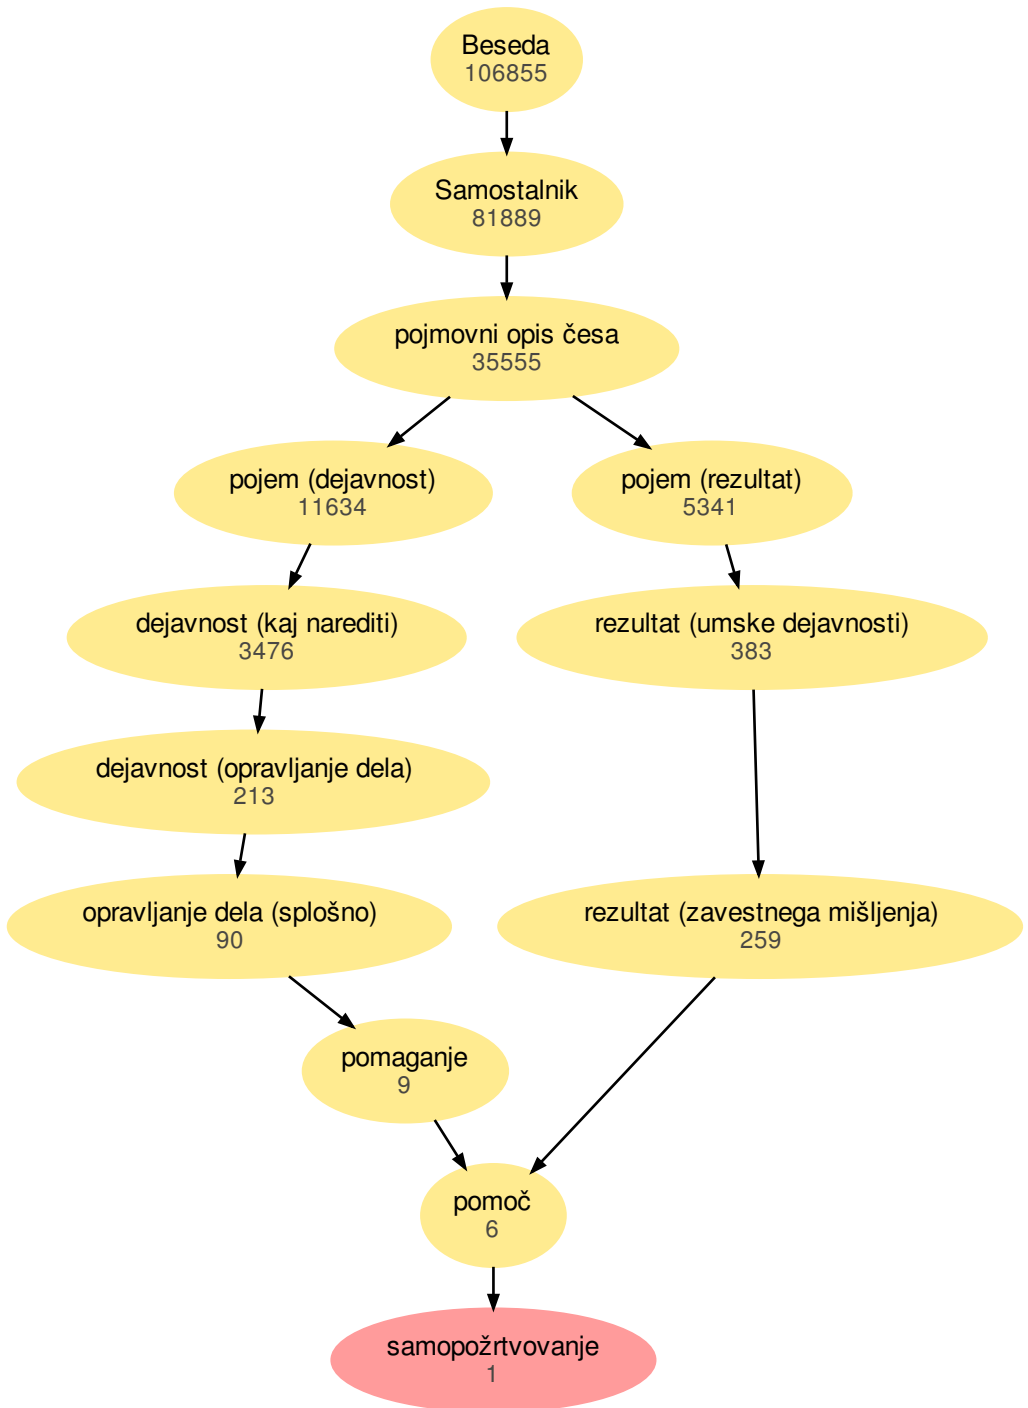 Beseda
106855
Samostalnik
81889
pojmovni opis česa
35555
pojem (dejavnost)
11634
pojem (rezultat)
5341
dejavnost (kaj narediti)
3476
rezultat (umske dejavnosti)
383
dejavnost (opravljanje dela)
213
opravljanje dela (splošno)
90
rezultat (zavestnega mišljenja)
259
pomaganje
9
pomoč
6
samopožrtvovanje
1